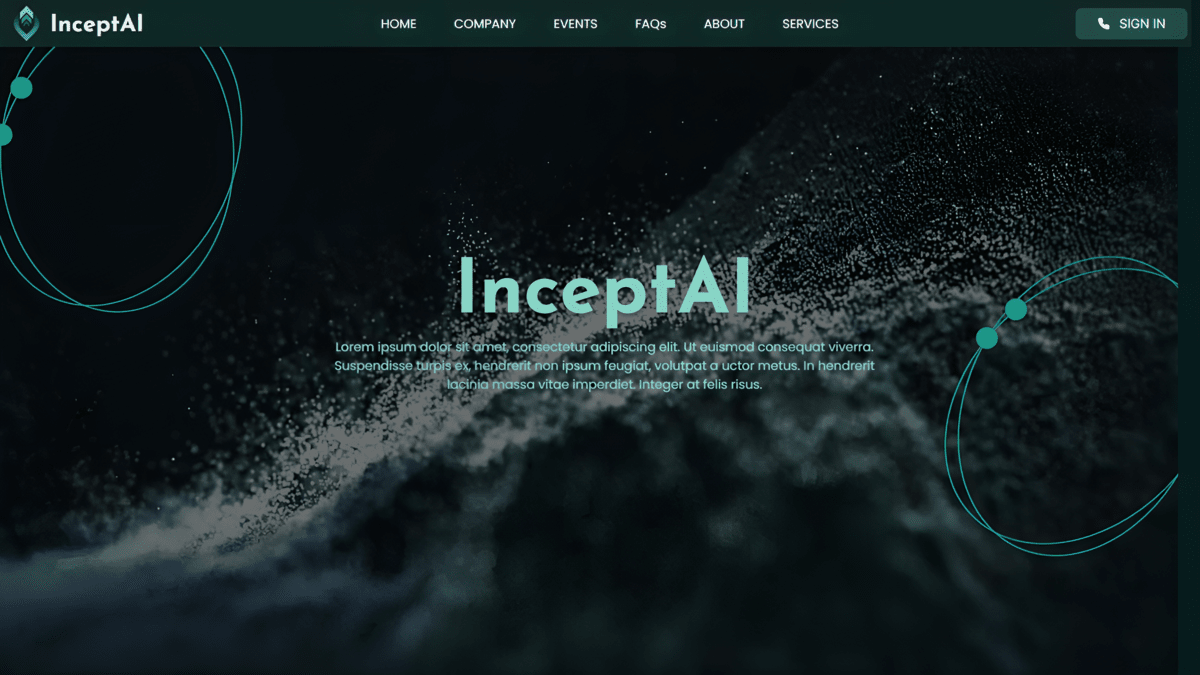 InceptAI
HOME COMPANY EVENTS FAQs ABOUT SERVICES
SIGN IN
InceptAI
Lorem ipsum dolor sit amet, consectetur adipiscing elit. Ut euismod consequat viverra.
Suspendisse turpis ex, hendrerit non ipsum feugiat, volutpat a uctor metus. In hendrerit
lacinia massa vitae imperdiet. Integer at felis risus.